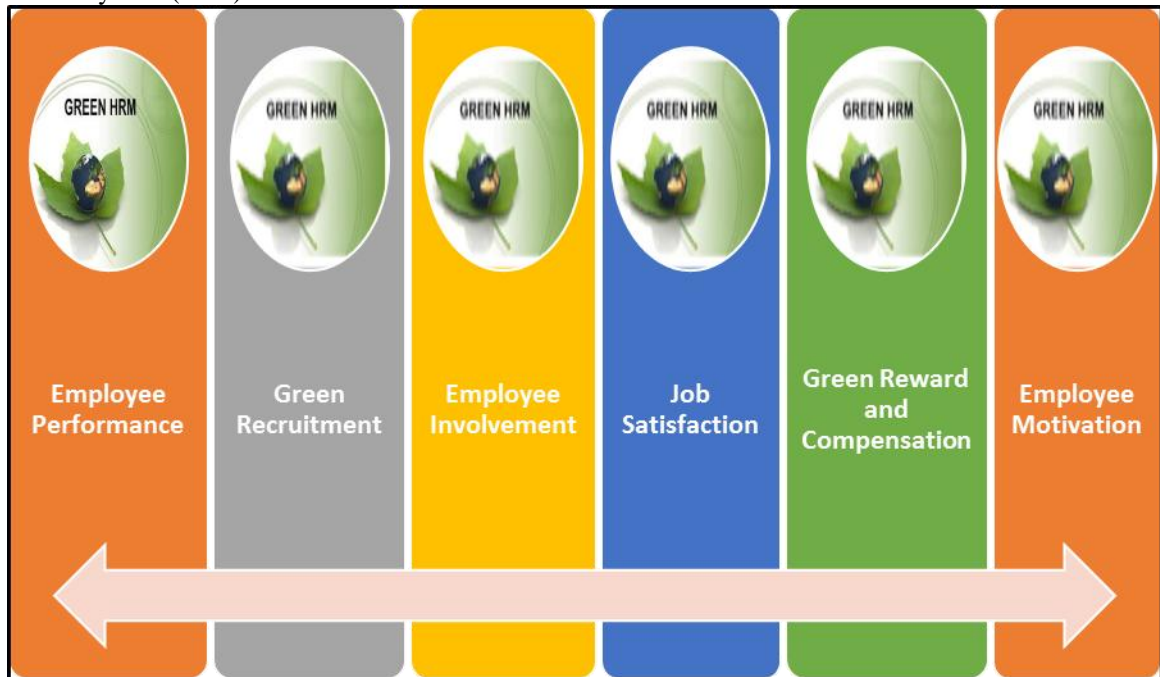 GREEN HRM
GREEN HRM
GREEN HRM
GREEN HRM
GREEN HRM
GREEN HRM
Employee
Performance
Green
Recruitment
Employee
Involvement
Job
Satisfaction
Green Reward
and
Compensation
Employee
Motivation